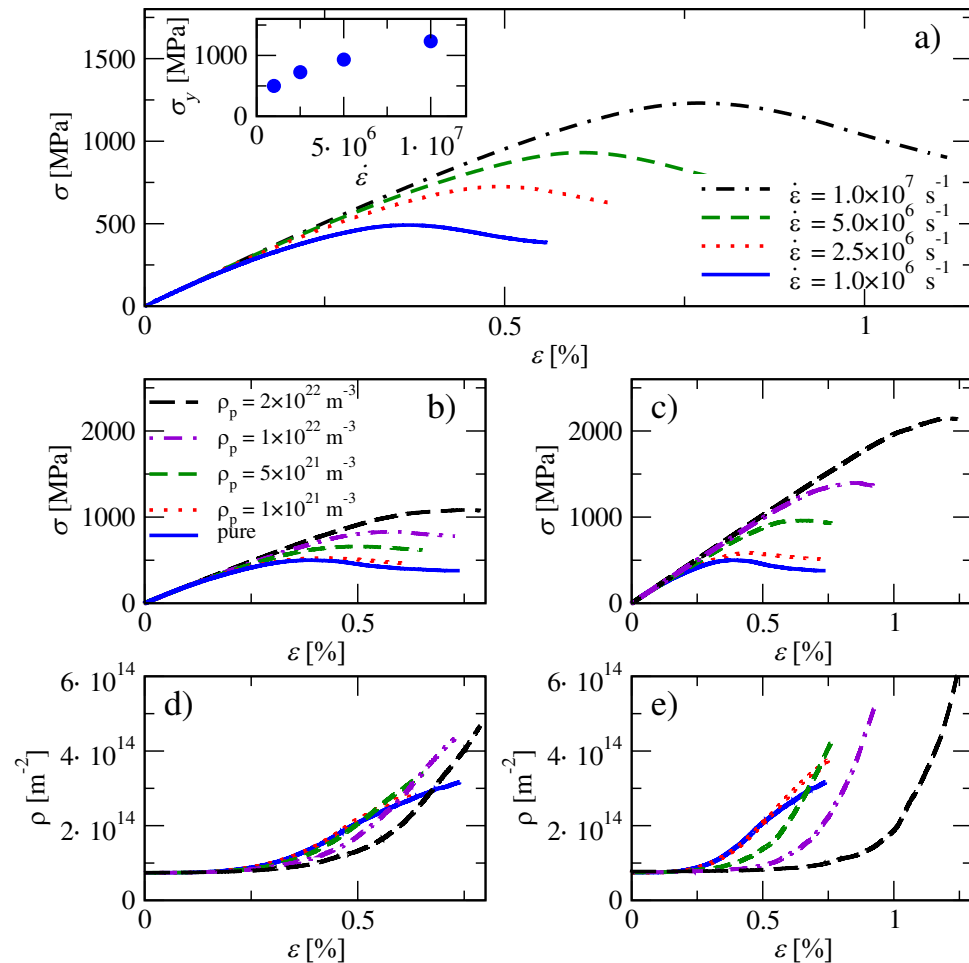 a)
1500
1000
500
0
σ [MPa]
0
0.5
1
ε [%]
1000
0
σy [MPa]
0
5· 10⁶
1· 10⁷
ε̇
ε̇ = 1.0×10⁷ s⁻¹
ε̇ = 5.0×10⁶ s⁻¹
ε̇ = 2.5×10⁶ s⁻¹
ε̇ = 1.0×10⁶ s⁻¹
b)
2000
1000
0
σ [MPa]
ρp = 2×10²² m⁻³
ρp = 1×10²² m⁻³
ρp = 5×10²¹ m⁻³
ρp = 1×10²¹ m⁻³
pure
0
0.5
ε [%]
c)
2000
1000
0
σ [MPa]
0
0.5
1
ε [%]
d)
6· 10¹⁴
4· 10¹⁴
2· 10¹⁴
0
ρ [m⁻²]
0
0.5
ε [%]
e)
6· 10¹⁴
4· 10¹⁴
2· 10¹⁴
0
ρ [m⁻²]
0
0.5
1
ε [%]